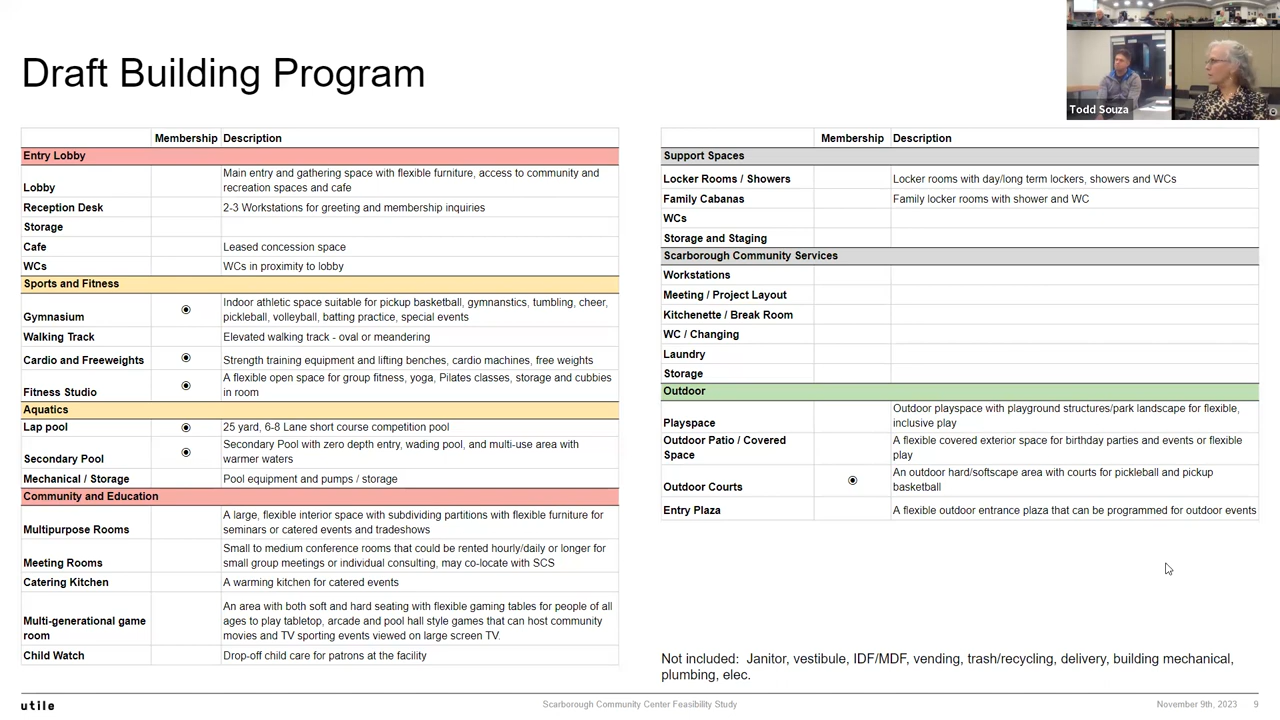 Draft Building Program
Todd Souza
Membership Description
Entry Lobby
Main entry and gathering space with flexible furniture, access to community and
Lobby
recreation spaces and cafe
Reception Desk 2-3 Workstations for greeting and membership inquiries
Storage
Cafe Leased concession space
WCs WCs in proximity to lobby
Sports and Fitness
Indoor athletic space suitable for pickup basketball, gymnanstics, tumbling, cheer,
Gymnasium pickleball, volleyball, batting practice, special events
Walking Track Elevated walking track - oval or meandering
Cardio and Freeweights Strength training equipment and lifting benches, cardio machines, free weights
A flexible open space for group fitness, yoga, Pilates classes, storage and cubbies
Fitness Studio in room
Aquatics
Lap pool 25 yard, 6-8 Lane short course competition pool
Secondary Pool with zero depth entry, wading pool, and multi-use area with
Secondary Pool warmer waters
Mechanical / Storage Pool equipment and pumps / storage
Community and Education
A large, flexible interior space with subdividing partitions with flexible furniture for
Multipurpose Rooms seminars or catered events and tradeshows
Small to medium conference rooms that could be rented hourly/daily or longer for
Meeting Rooms small group meetings or individual consulting, may co-locate with SCS
Catering Kitchen A warming kitchen for catered events
An area with both soft and hard seating with flexible gaming tables for people of all
Multi-generational game ages to play tabletop, arcade and pool hall style games that can host community
room movies and TV sporting events viewed on large screen TV.
Child Watch Drop-off child care for patrons at the facility
Membership Description
Support Spaces
Locker Rooms / Showers Locker rooms with day/long term lockers, showers and WCs
Family Cabanas Family locker rooms with shower and WC
WCs
Storage and Staging
Scarborough Community Services
Workstations
Meeting / Project Layout
Kitchenette / Break Room
WC / Changing
Laundry
Storage
Outdoor
Outdoor playspace with playground structures/park landscape for flexible,
Playspace inclusive play
Outdoor Patio / Covered A flexible covered exterior space for birthday parties and events or flexible
Space play
An outdoor hard/softscape area with courts for pickleball and pickup
Outdoor Courts basketball
Entry Plaza A flexible outdoor entrance plaza that can be programmed for outdoor events
Not included: Janitor, vestibule, IDF/MDF, vending, trash/recycling, delivery, building mechanical,
plumbing, elec.
utile Scarborough Community Center Feasibility Study November 9th, 2023 9